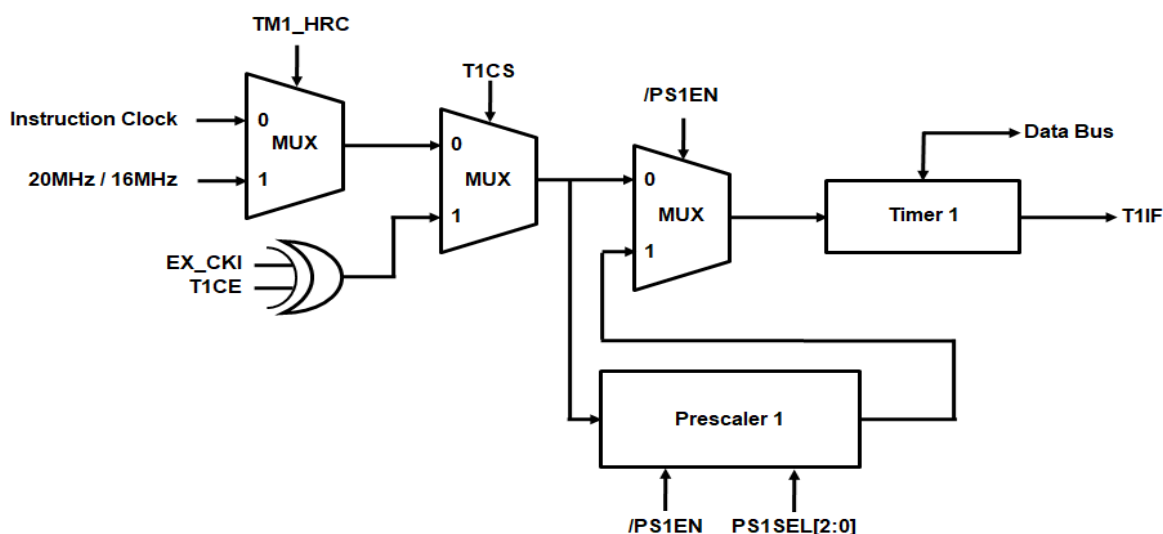 TM1_HRC
T1CS
/PS1EN
Instruction Clock
0
MUX
20MHz / 16MHz
1
0
MUX
1
EX_CKI
T1CE
0
MUX
1
Data Bus
Timer 1
T1IF
Prescaler 1
/PS1EN
PS1SEL[2:0]